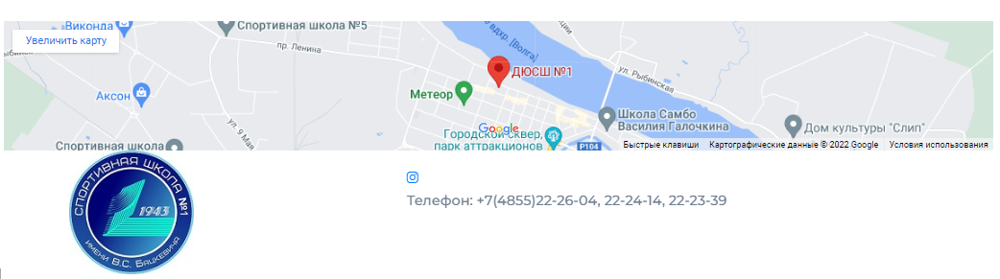 Виконда
Спортивная школа №5
Увеличить карту
пр. Ленина
вдхр. [Волга]
ул. Рыбинская
ДЮСШ №1
Метеор
Аксон
Школа Самбо
Василия Галочкина
Дом культуры "Слип"
ул. 9 Мая
Google
Городской сквер,
парк аттракционов
Р104
Спортивная школа
Быстрые клавиши Картографические данные © 2022 Google Условия использования
СПОРТИВНАЯ ШКОЛА №1
1943
ИМЕНИ В.С. БАЦКЕВИЧА
Телефон: +7(4855)22-26-04, 22-24-14, 22-23-39